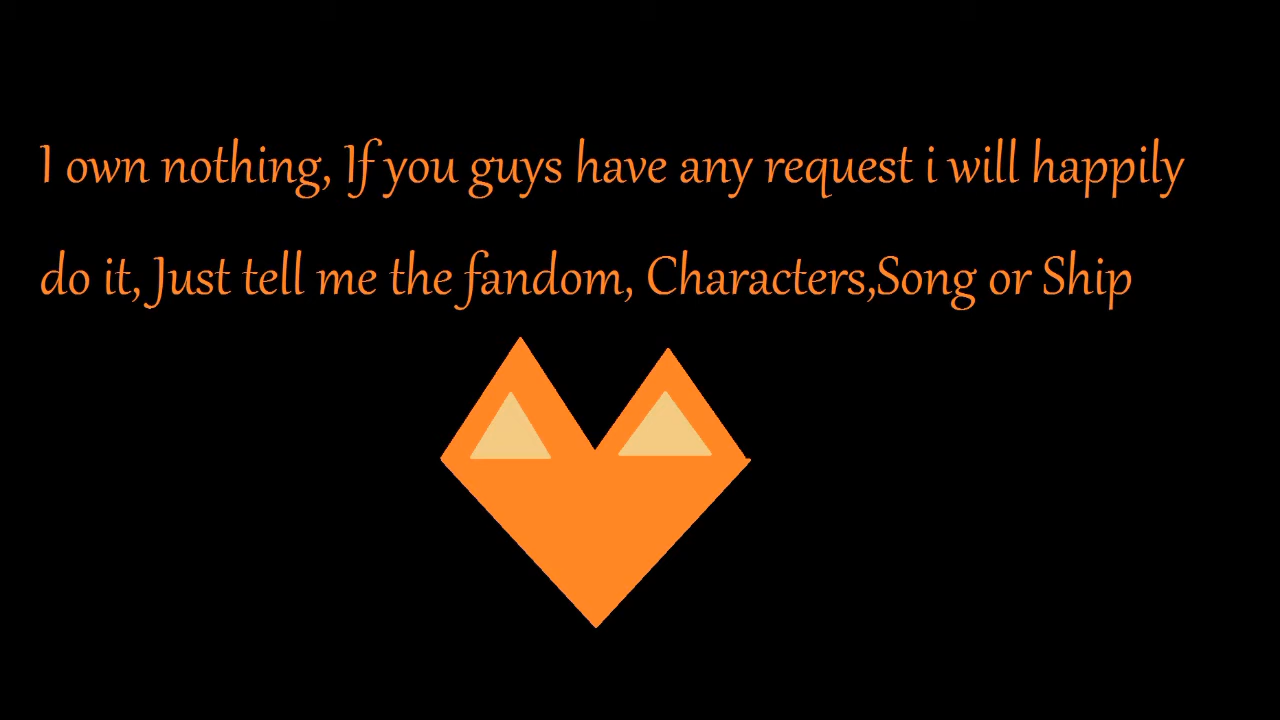 I own nothing, If you guys have any request i will happily
do it, Just tell me the fandom, Characters,Song or Ship